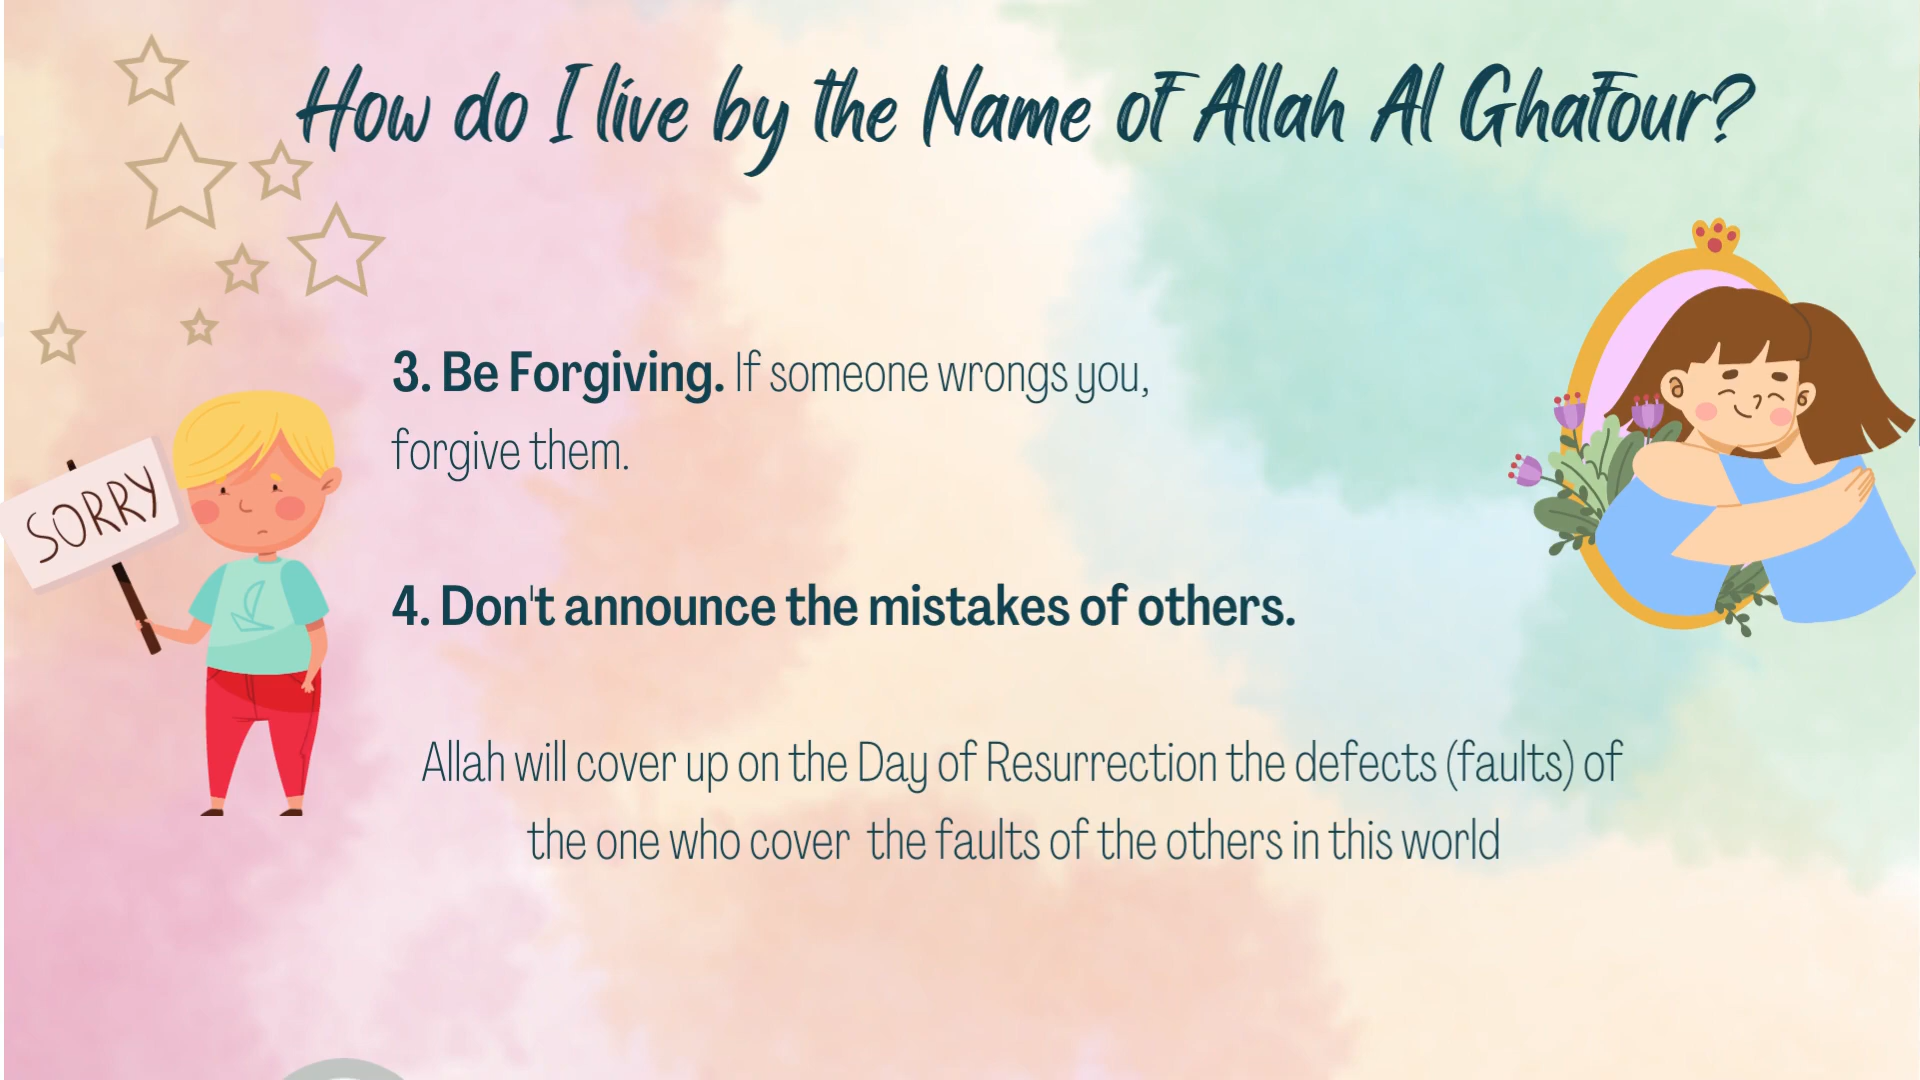 How do I live by the Name of Allah Al Ghafour?
SORRY
3. Be Forgiving. If someone wrongs you,
forgive them.
4. Don't announce the mistakes of others.
Allah will cover up on the Day of Resurrection the defects (faults) of
the one who cover the faults of the others in this world